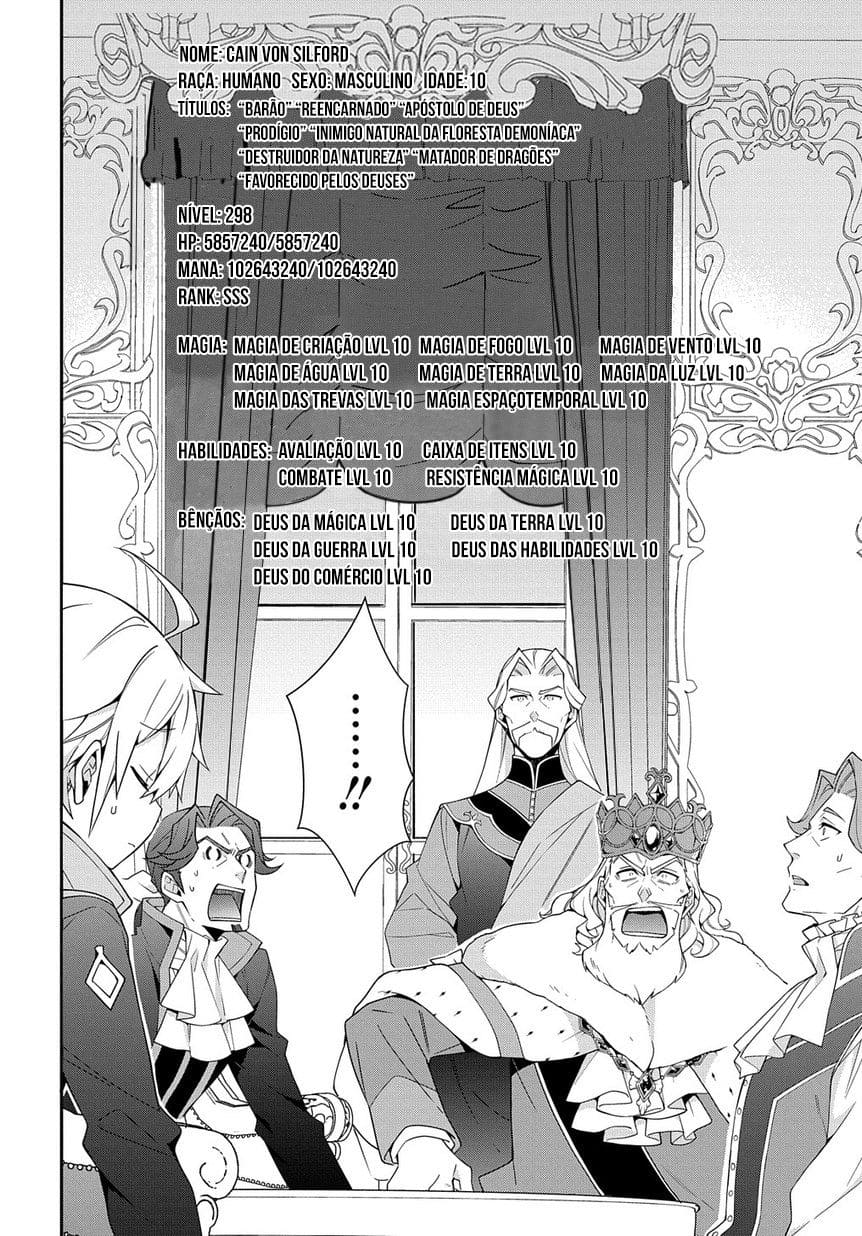 NOME: CAIN VON SILFORD
RAÇA: HUMANO SEXO: MASCULINO IDADE: 10
TÍTULOS: “BARÃO” “REENCARNADO” “APÓSTOLO DE DEUS”
“PRODÍGIO” “INIMIGO NATURAL DA FLORESTA DEMONÍACA”
“DESTRUIDOR DA NATUREZA” “MATADOR DE DRAGÕES”
“FAVORECIDO PELOS DEUSES”
NÍVEL: 298
HP: 5857240/5857240
MANA: 102643240/102643240
RANK: SSS
MAGIA: MAGIA DE CRIAÇÃO LVL 10 MAGIA DE FOGO LVL 10 MAGIA DE VENTO LVL 10
MAGIA DE ÁGUA LVL 10 MAGIA DE TERRA LVL 10 MAGIA DA LUZ LVL 10
MAGIA DAS TREVAS LVL 10 MAGIA ESPAÇOTEMPORAL LVL 10
HABILIDADES: AVALIAÇÃO LVL 10 CAIXA DE ITENS LVL 10
COMBATE LVL 10 RESISTÊNCIA MÁGICA LVL 10
BÊNÇÃOS: DEUS DA MÁGICA LVL 10 DEUS DA TERRA LVL 10
DEUS DA GUERRA LVL 10 DEUS DAS HABILIDADES LVL 10
DEUS DO COMÉRCIO LVL 10
......!!